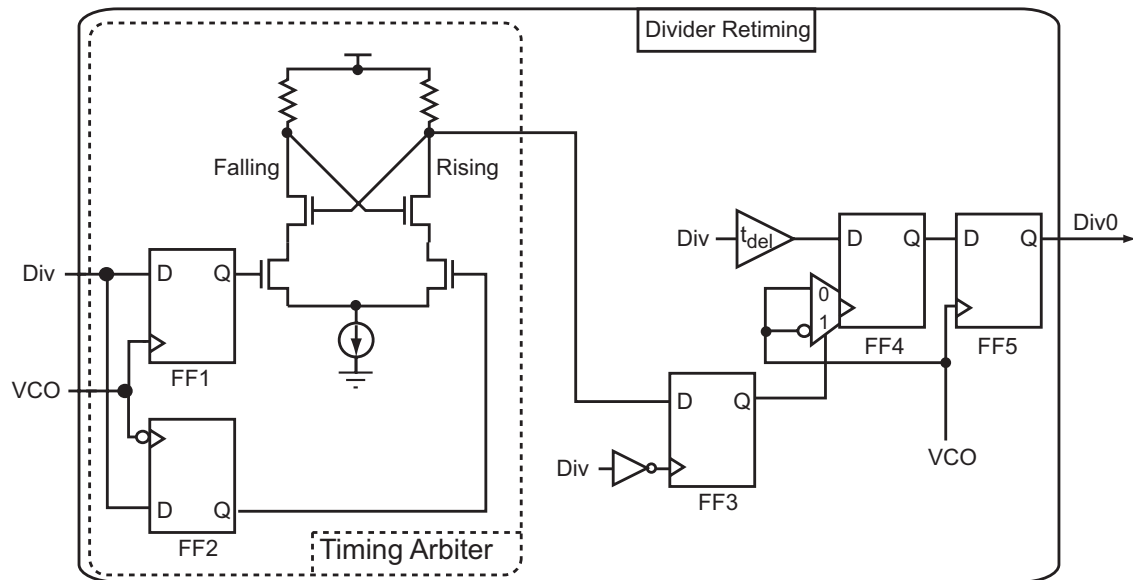 Divider Retiming
Falling
Rising
Div
D
Q
FF1
VCO
D
Q
FF2
Timing Arbiter
Div
t_del
D
Q
0
1
FF4
D
Q
FF5
Div0
D
Q
FF3
Div
VCO